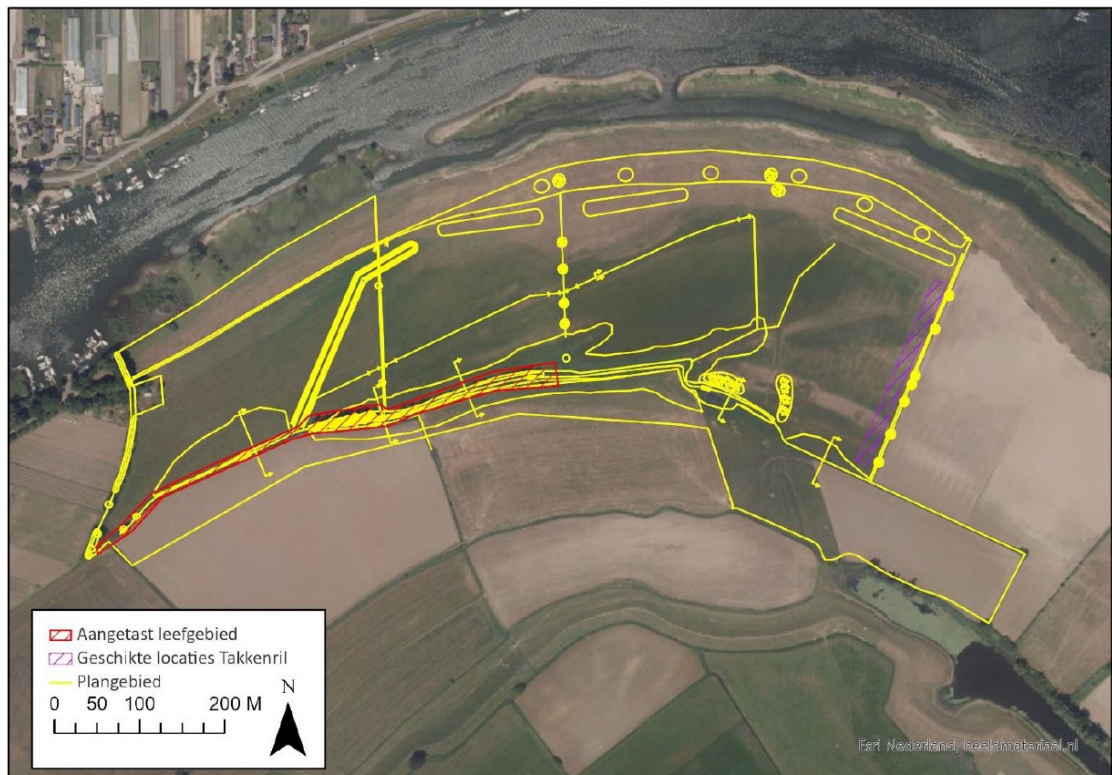 Aangetast leefgebied
Geschikte locaties Takkenril
Plangebied
0 50 100 200 M
N
Esri Nederland, beeldmateriaal.nl